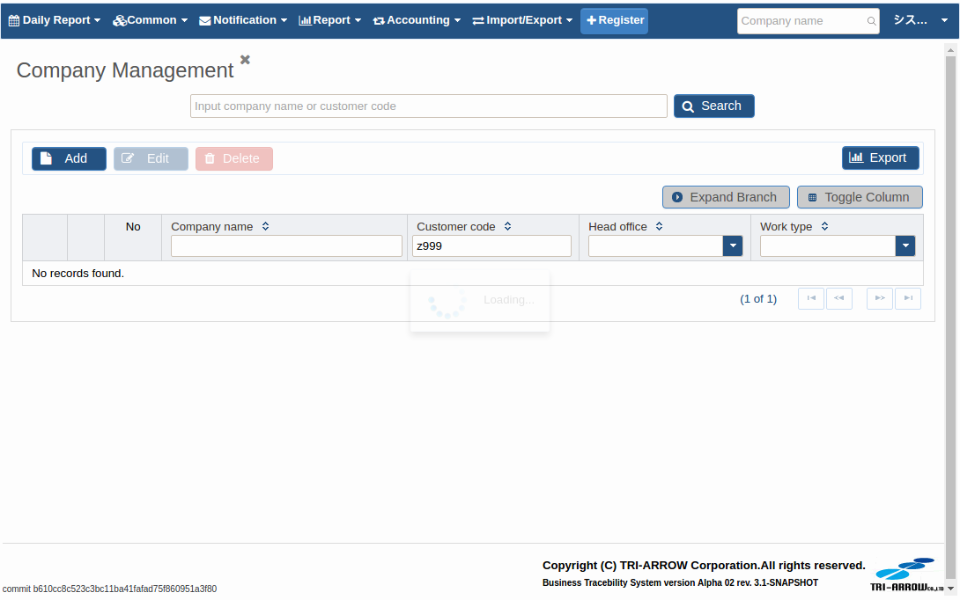 Daily Report Common Notification Report Accounting Import/Export Register Company name シス...
Company Management
Input company name or customer code Search
Add Edit Delete Export
Expand Branch Toggle Column
No Company name Customer code Head office Work type
z999
No records found.
Loading...
(1 of 1)
Copyright (C) TRI-ARROW Corporation.All rights reserved.
Business Tracebility System version Alpha 02 rev. 3.1-SNAPSHOT
TRI-ARROW CO.,LTD
commit b610cc8c523c3bc11ba41fafad75f860951a3f80